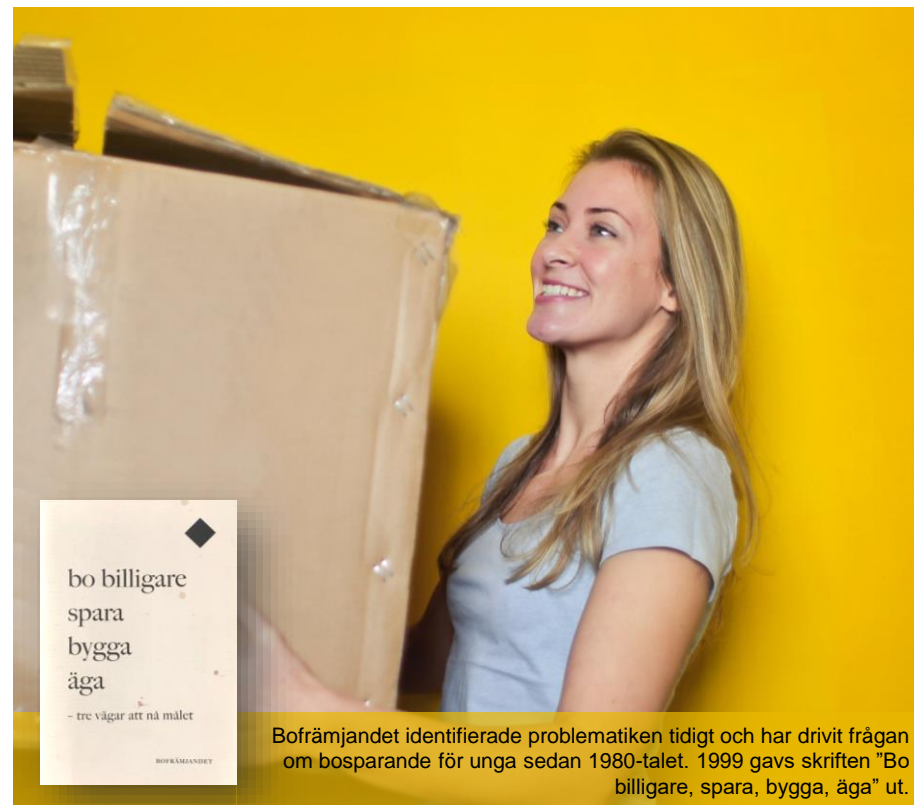 bo billigare
spara
bygga
äga
– tre vägar att nå målet
BOFRÄMJANDET
Bofrämjandet identifierade problematiken tidigt och har drivit frågan
om bosparande för unga sedan 1980-talet. 1999 gavs skriften ”Bo
billigare, spara, bygga, äga” ut.